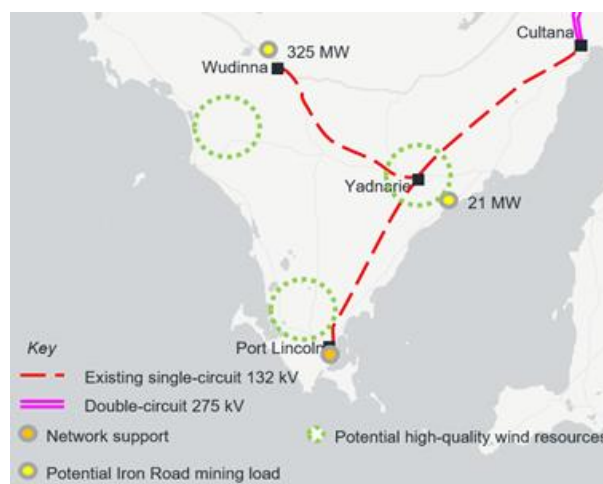 Cultana
325 MW
Wudinna
Yadnarie
21 MW
Port Lincoln
Key
Existing single-circuit 132 kV
Double-circuit 275 kV
Network support
Potential high-quality wind resources
Potential Iron Road mining load